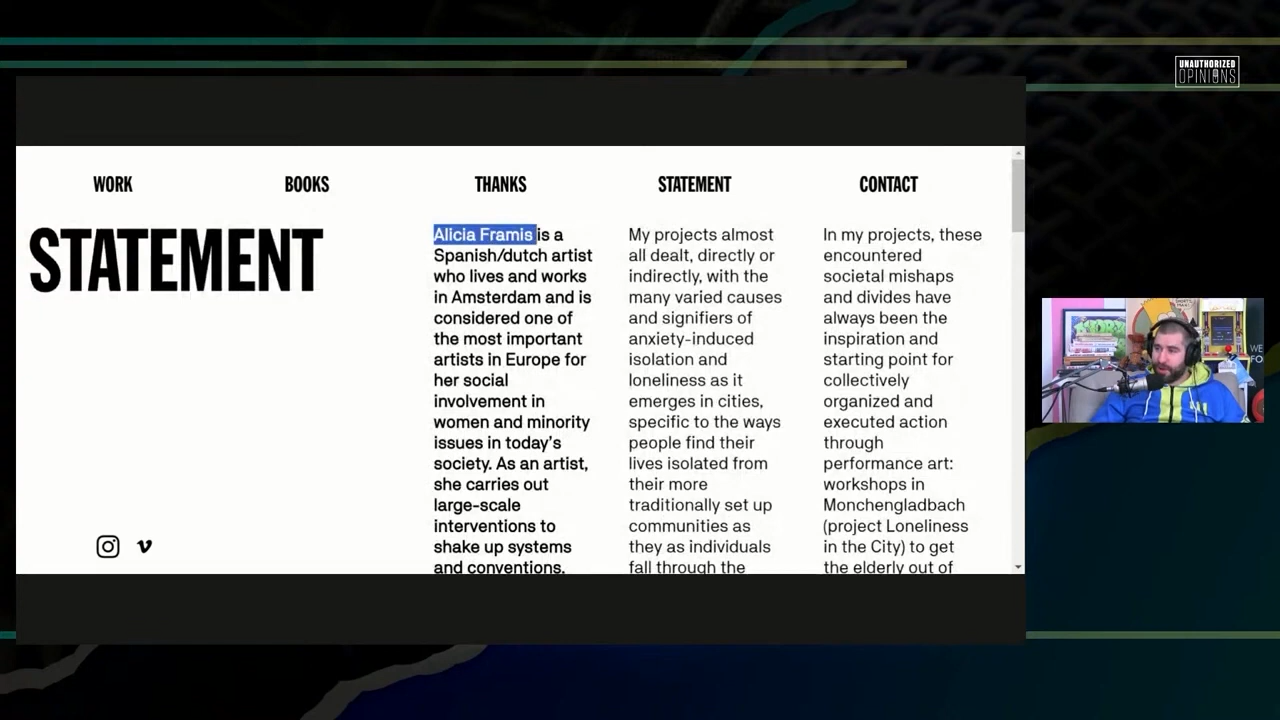 UNAUTHORIZED
OPINIONS
WORK
BOOKS
THANKS
STATEMENT
CONTACT
STATEMENT
Alicia Framis is a
Spanish/dutch artist
who lives and works
in Amsterdam and is
considered one of
the most important
artists in Europe for
her social
involvement in
women and minority
issues in today's
society. As an artist,
she carries out
large-scale
interventions to
shake up systems
and conventions.
My projects almost
all dealt, directly or
indirectly, with the
many varied causes
and signifiers of
anxiety-induced
isolation and
loneliness as it
emerges in cities,
specific to the ways
people find their
lives isolated from
their more
traditionally set up
communities as
they as individuals
fall through the
In my projects, these
encountered
societal mishaps
and divides have
always been the
inspiration and
starting point for
collectively
organized and
executed action
through
performance art:
workshops in
Monchengladbach
(project Loneliness
in the City) to get
the elderly out of
WE
FO